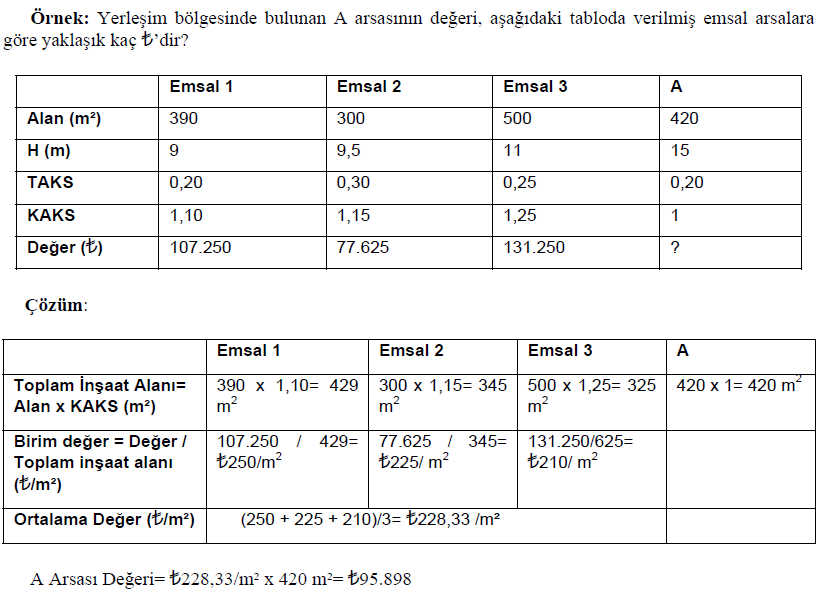 Örnek: Yerleşim bölgesinde bulunan A arsasının değeri, aşağıdaki tabloda verilmiş emsal arsalara
göre yaklaşık kaç ₺'dir?
Emsal 1 Emsal 2 Emsal 3 A
Alan (m²) 390 300 500 420
H (m) 9 9,5 11 15
TAKS 0,20 0,30 0,25 0,20
KAKS 1,10 1,15 1,25 1
Değer (₺) 107.250 77.625 131.250 ?
Çözüm:
Emsal 1 Emsal 2 Emsal 3 A
Toplam İnşaat Alanı= 390 x 1,10= 429 300 x 1,15= 345 500 x 1,25= 325 420 x 1= 420 m²
Alan x KAKS (m²) m² m² m²
Birim değer = Değer / 107.250 / 429= 77.625 / 345= 131.250/625=
Toplam inşaat alanı ₺250/m² ₺225/ m² ₺210/ m²
(₺/m²)
Ortalama Değer (₺/m²) (250 + 225 + 210)/3= ₺228,33 /m²
A Arsası Değeri= ₺228,33/m² x 420 m²= ₺95.898